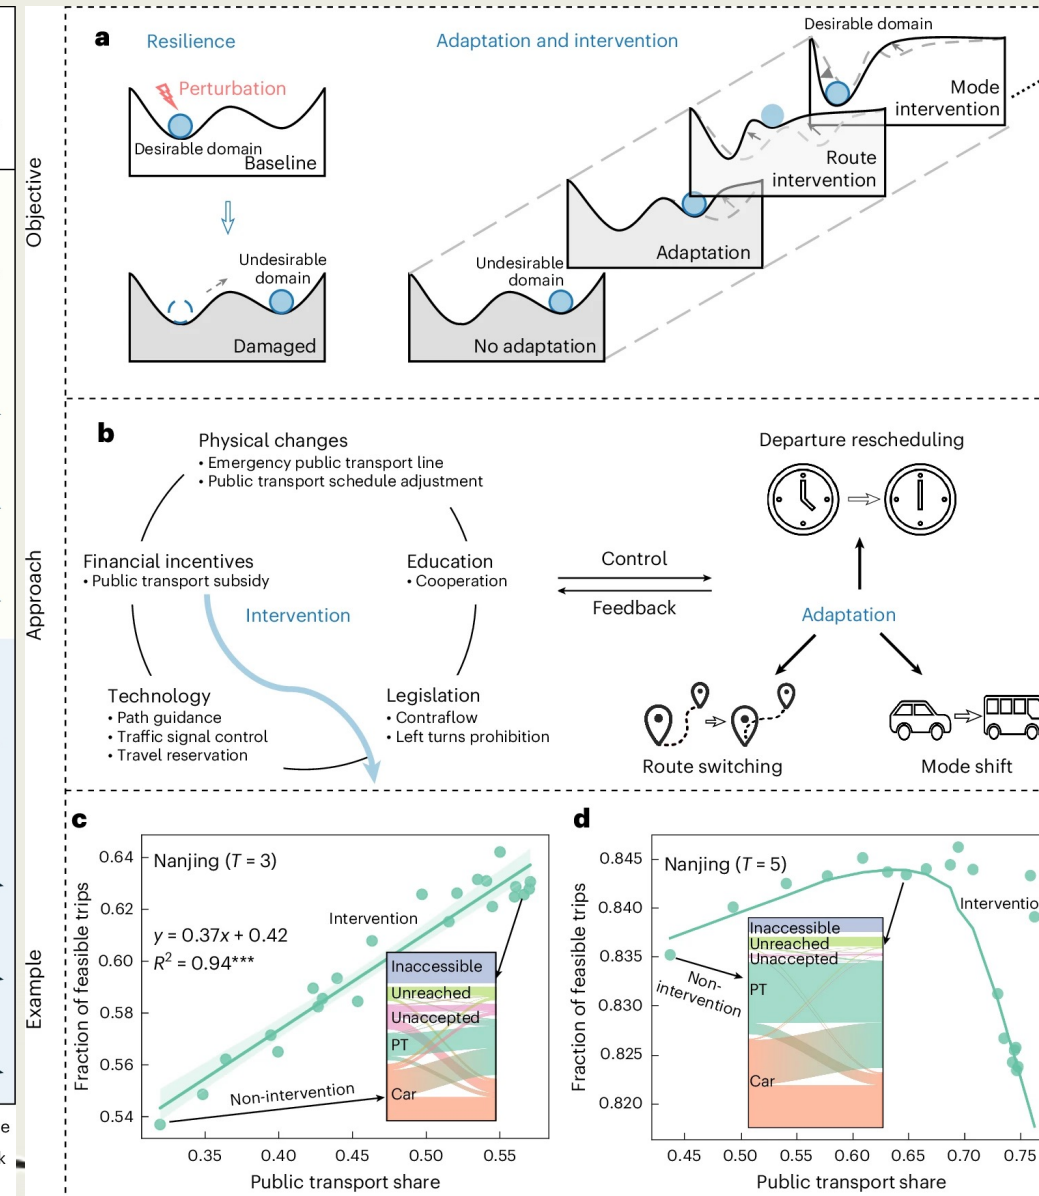 Objective
a
Resilience
Perturbation
Desirable domain
Baseline
Undesirable
domain
Damaged
Adaptation and intervention
Desirable domain
Mode
intervention
Route
intervention
Adaptation
Undesirable
domain
No adaptation
Approach
b
Physical changes
• Emergency public transport line
• Public transport schedule adjustment
Financial incentives
• Public transport subsidy
Education
• Cooperation
Intervention
Technology
• Path guidance
• Traffic signal control
• Travel reservation
Legislation
• Contraflow
• Left turns prohibition
Control
Feedback
Departure rescheduling
Adaptation
Route switching
Mode shift
Example
c
Fraction of feasible trips
0.64
0.62
0.60
0.58
0.56
0.54
Nanjing (T = 3)
Intervention
y = 0.37x + 0.42
R² = 0.94***
Inaccessible
Unreached
Unaccepted
PT
Car
Non-intervention
0.35
0.40
0.45
0.50
0.55
Public transport share
d
Fraction of feasible trips
0.845
0.840
0.835
0.830
0.825
0.820
Nanjing (T = 5)
Interventio
Inaccessible
Unreached
Unaccepted
PT
Car
Non-
intervention
0.45
0.50
0.55
0.60
0.65
0.70
0.75
Public transport share
e
k